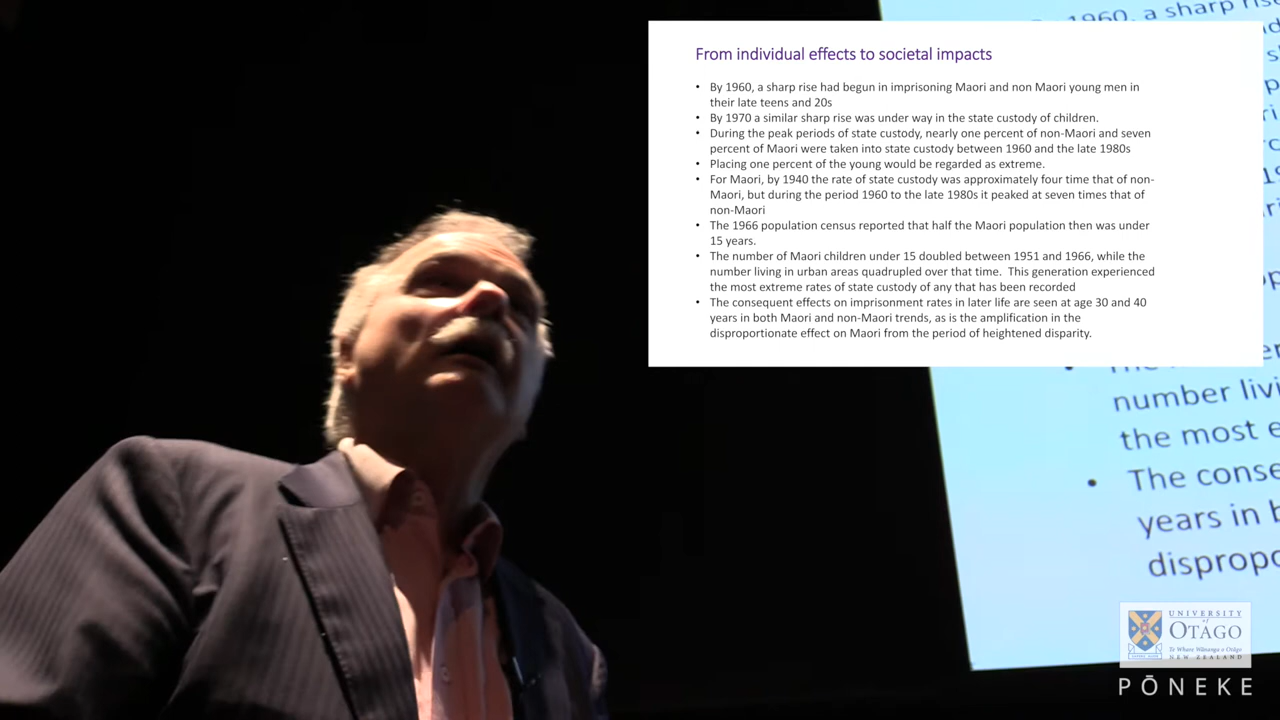 From individual effects to societal impacts
• By 1960, a sharp rise had begun in imprisoning Maori and non Maori young men in
their late teens and 20s
• By 1970 a similar sharp rise was under way in the state custody of children.
• During the peak periods of state custody, nearly one percent of non-Maori and seven
percent of Maori were taken into state custody between 1960 and the late 1980s
• Placing one percent of the young would be regarded as extreme.
• For Maori, by 1940 the rate of state custody was approximately four time that of non-
Maori, but during the period 1960 to the late 1980s it peaked at seven times that of
non-Maori
• The 1966 population census reported that half the Maori population then was under
15 years.
• The number of Maori children under 15 doubled between 1951 and 1966, while the
number living in urban areas quadrupled over that time. This generation experienced
the most extreme rates of state custody of any that has been recorded
• The consequent effects on imprisonment rates in later life are seen at age 30 and 40
years in both Maori and non-Maori trends, as is the amplification in the
disproportionate effect on Maori from the period of heightened disparity.
1960, a sharp
number
the most
• The
years in
UNIVERSITY
of
OTAGO
Te Whare Wānanga o Otāgo
NEW ZEALAND
PŌNEKE